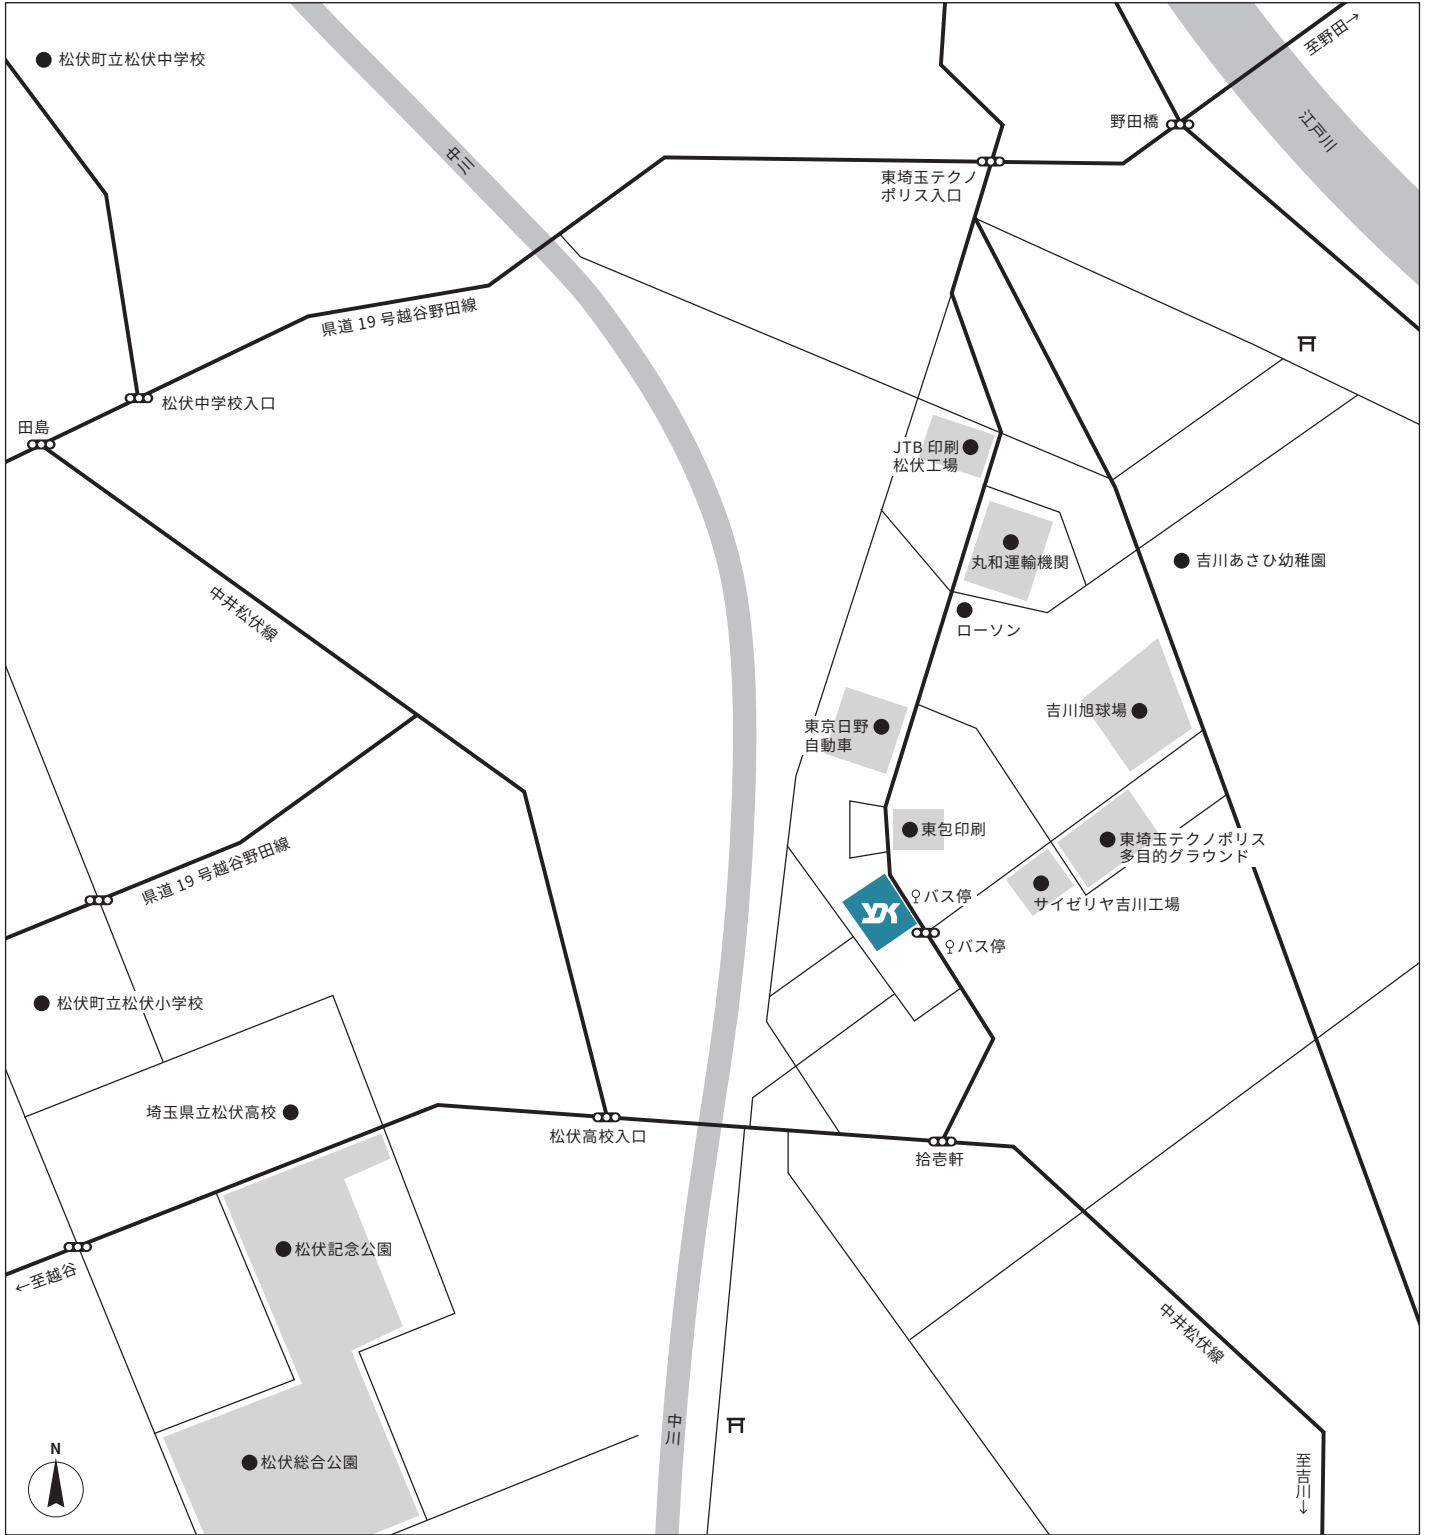 松伏町立松伏中学校
至野田→
野田橋
江戸川
中川
東埼玉テクノ
ポリス入口
県道 19 号越谷野田線
松伏中学校入口
田島
JTB 印刷
松伏工場
丸和運輸機関
吉川あさひ幼稚園
ローソン
中井松伏線
吉川旭球場
東京日野
自動車
東包印刷
東埼玉テクノポリス
多目的グラウンド
県道 19 号越谷野田線
サイゼリヤ吉川工場
バス停
YDK
バス停
松伏町立松伏小学校
埼玉県立松伏高校
松伏高校入口
拾壱軒
松伏記念公園
←至越谷
中井松伏線
中川
松伏総合公園
N
至吉川→